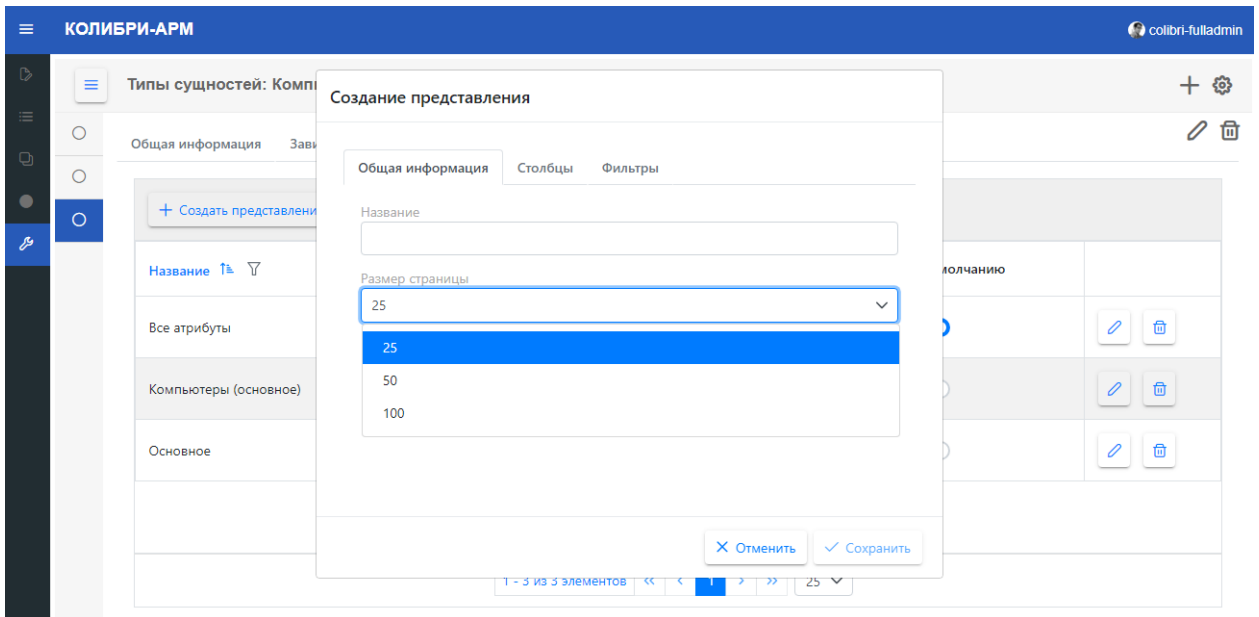 КОЛИБРИ-АРМ
colibri-fulladmin
Типы сущностей: Комп
Создание представления
Общая информация
Общая информация Столбцы Фильтры
+ Создать представлени
Название
Размер страницы
25
25
50
100
Название
молчанию
Все атрибуты
Компьютеры (основное)
Основное
Отменить
Сохранить
1 - 3 из 3 элементов << < 1 > >> 25